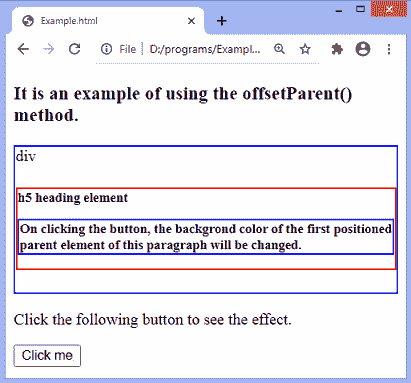 Example.html
File
D:/programs/Exampl...
It is an example of using the offsetParent()
method.
div
h5 heading element
On clicking the button, the backgrond color of the first positioned
parent element of this paragraph will be changed.
Click the following button to see the effect.
Click me